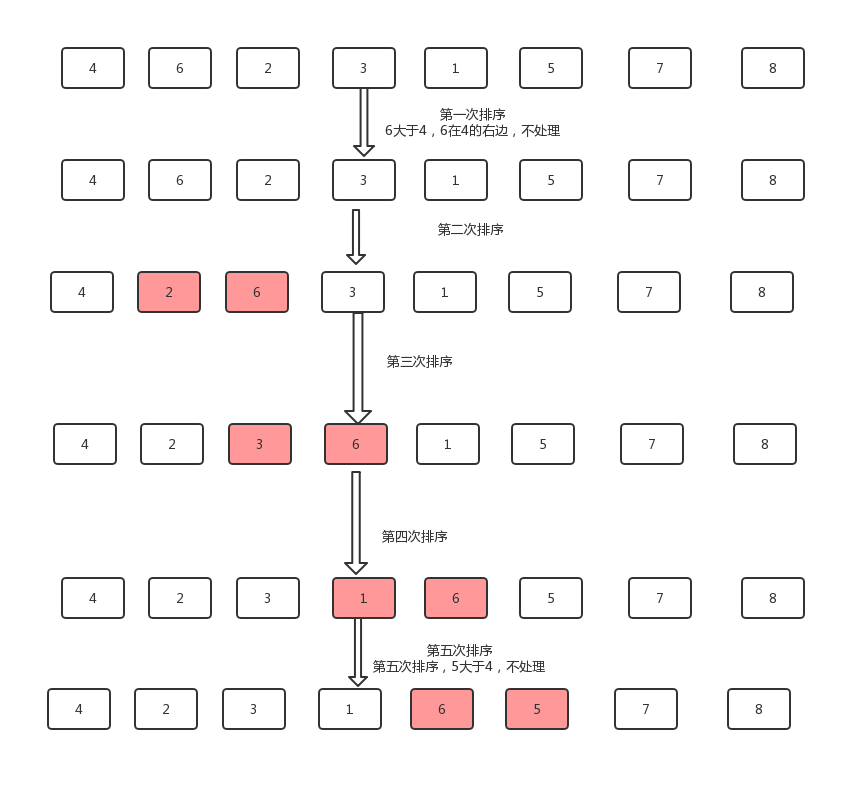 4 6 2 3 1 5 7 8
第一次排序
6大于4，6在4的右边，不处理
4 6 2 3 1 5 7 8
第二次排序
4 2 6 3 1 5 7 8
第三次排序
4 2 3 6 1 5 7 8
第四次排序
4 2 3 1 6 5 7 8
第五次排序
第五次排序，5大于4，不处理
4 2 3 1 6 5 7 8